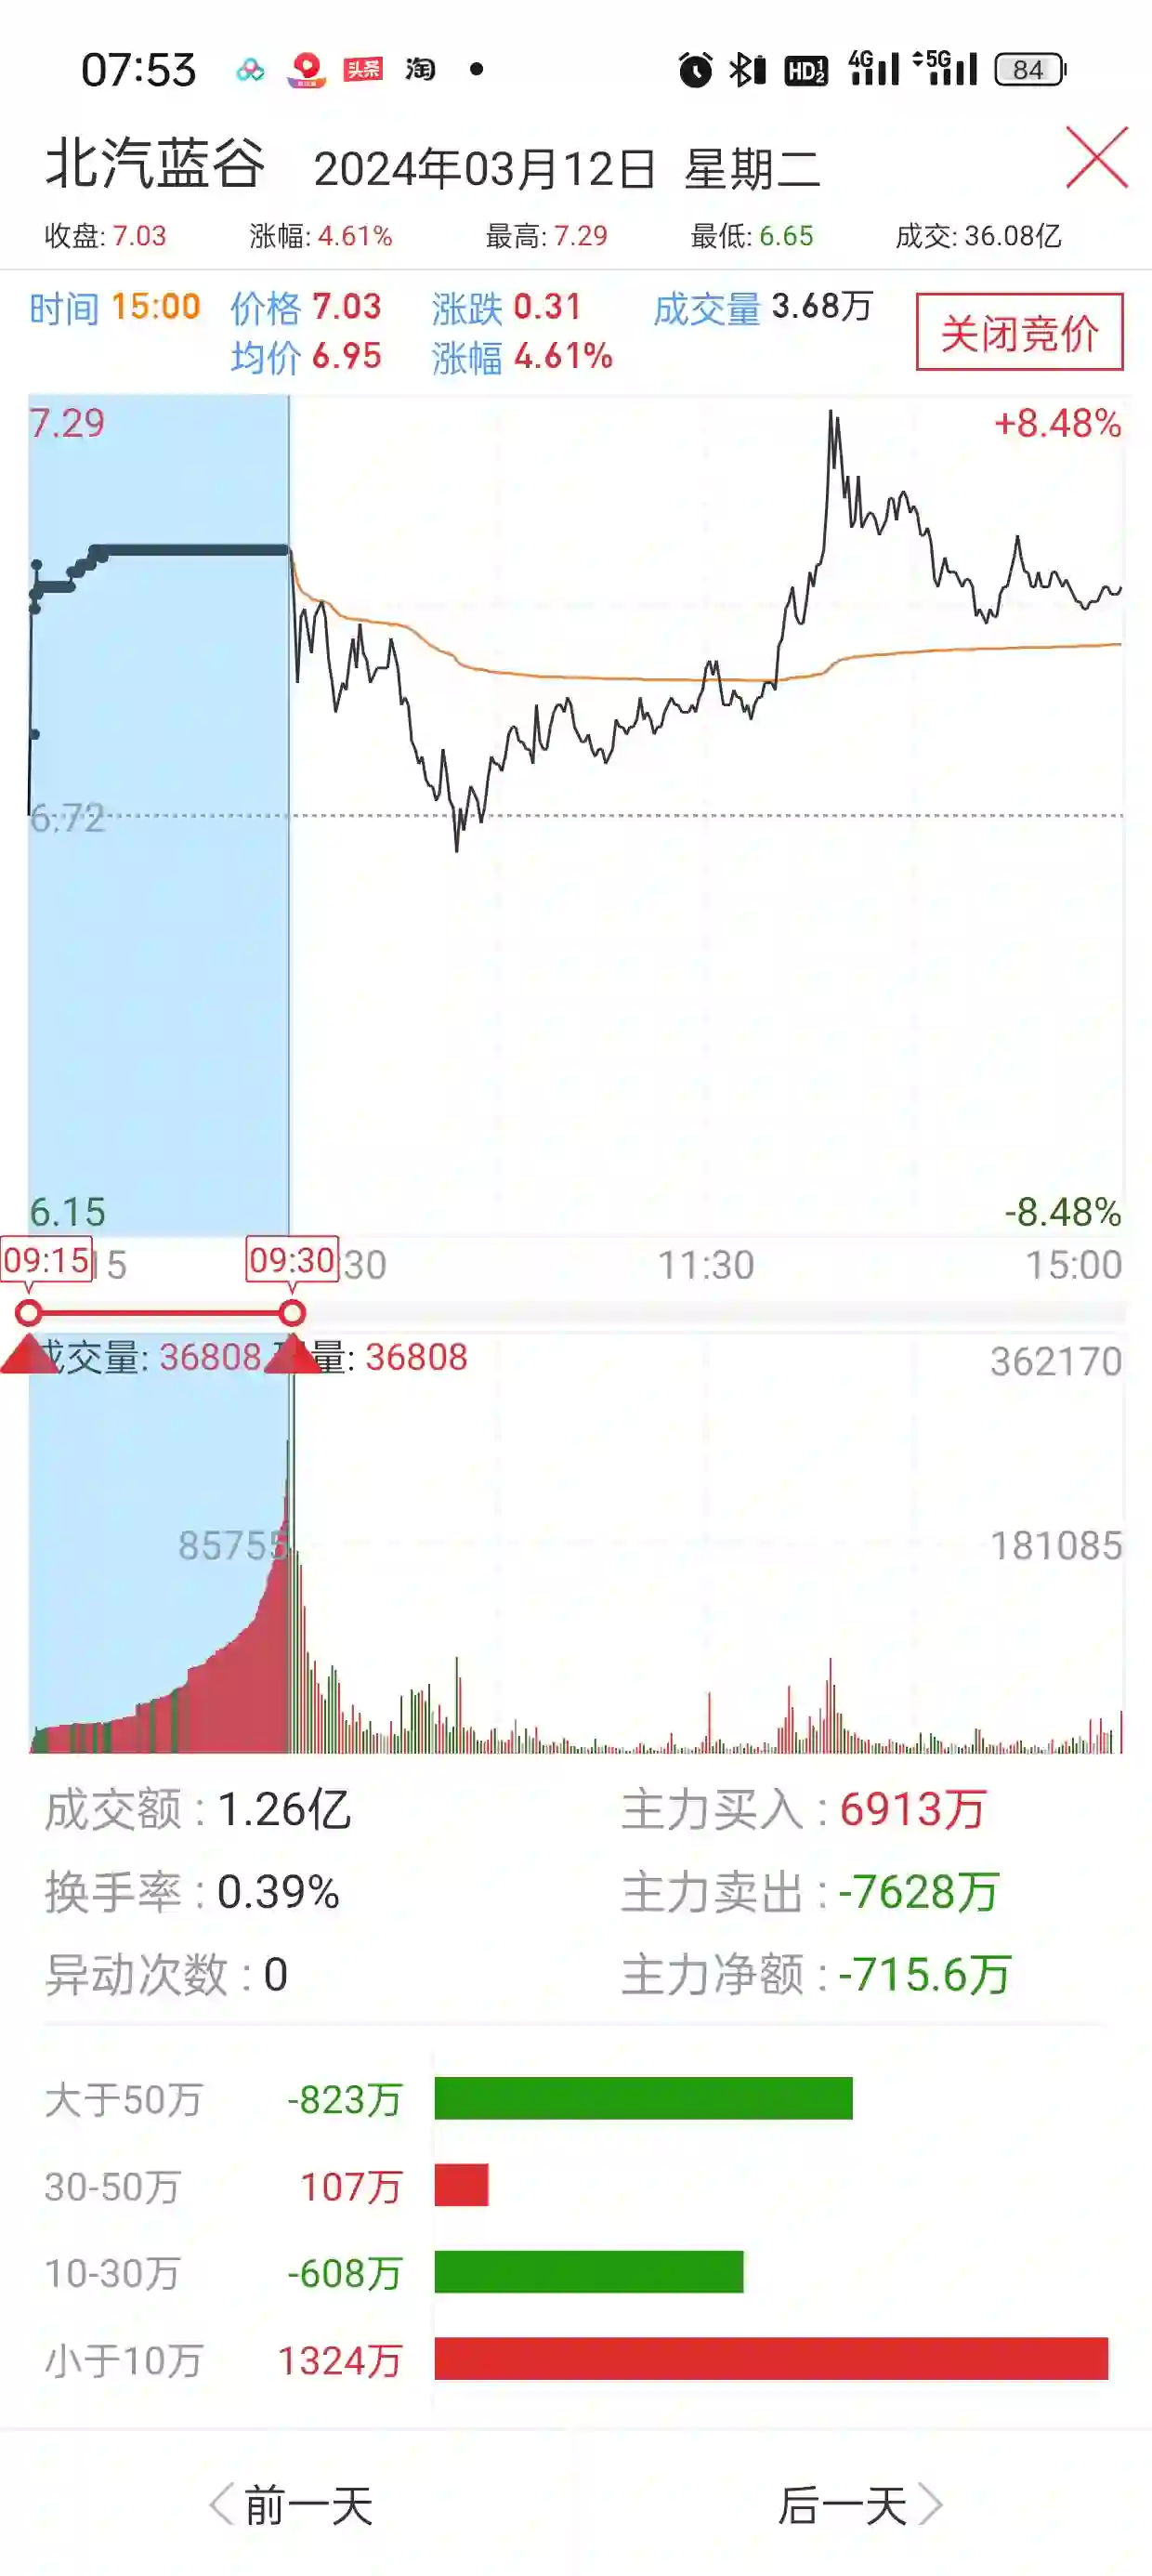 07:53 头条 淘 HD 1 2 4G 5G 84
北汽蓝谷 2024年03月12日 星期二
收盘: 7.03 涨幅: 4.61% 最高: 7.29 最低: 6.65 成交: 36.08亿
时间 15:00 价格 7.03 涨跌 0.31 成交量 3.68万
均价 6.95 涨幅 4.61%
关闭竞价
7.29 +8.48%
6.72
6.15 -8.48%
09:15 15 09:30 30 11:30 15:00
成交量: 36808 量: 36808 362170
85755 181085
成交额 : 1.26亿 主力买入 : 6913万
换手率 : 0.39% 主力卖出 : -7628万
异动次数 : 0 主力净额 : -715.6万
大于50万 -823万
30-50万 107万
10-30万 -608万
小于10万 1324万
前一天 后一天